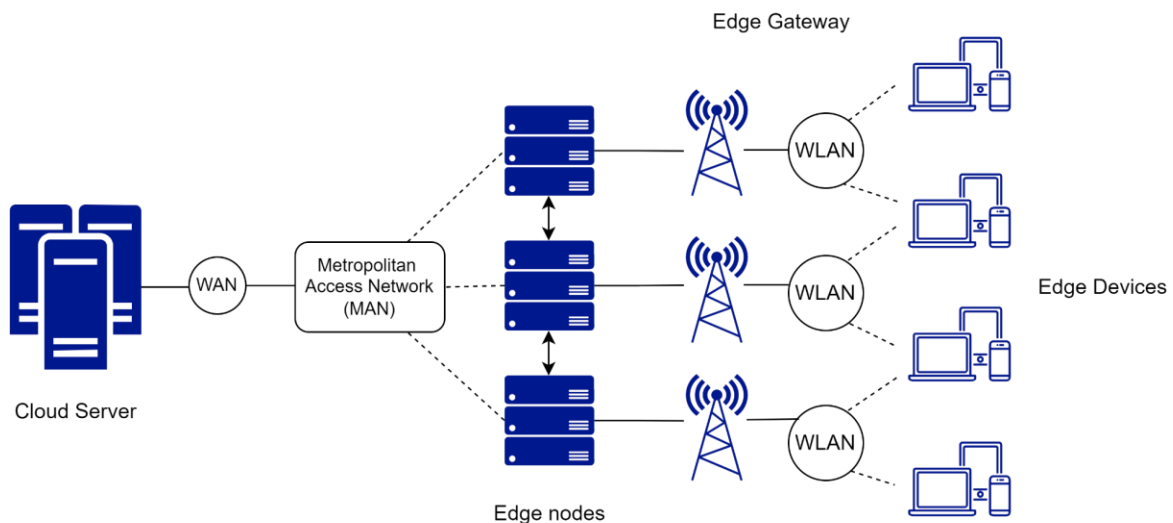 Edge Gateway
WLAN
WAN
Metropolitan
Access Network
(MAN)
WLAN
Edge Devices
Cloud Server
WLAN
Edge nodes